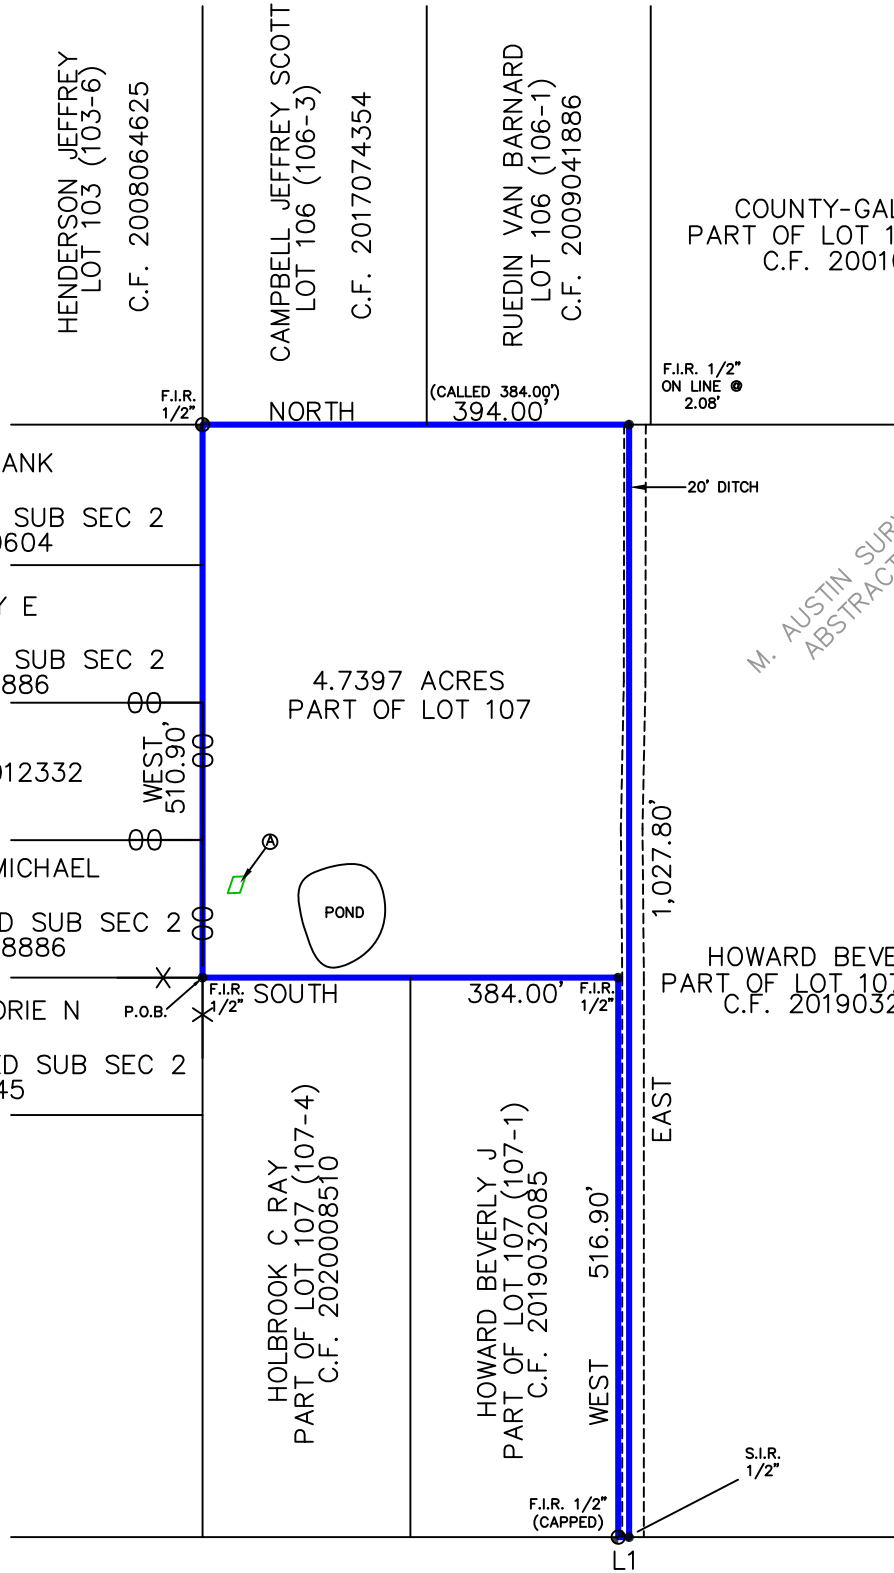 HENDERSON JEFFREY
LOT 103 (103-6)
C.F. 2008064625
CAMPBELL JEFFREY SCOTT
LOT 106 (106-3)
C.F. 2017074354
RUEDIN VAN BARNARD
LOT 106 (106-1)
C.F. 2009041886
COUNTY-GAL
PART OF LOT 1
C.F. 2001
F.I.R. 1/2"
ON LINE @
2.08'
F.I.R.
1/2"
NORTH
(CALLED 384.00')
394.00'
ANK
SUB SEC 2
0604
20' DITCH
M. AUSTIN SUR
ABSTRACT
Y E
SUB SEC 2
886
4.7397 ACRES
PART OF LOT 107
WEST
510.90'
012332
1,027.80'
EAST
A
MICHAEL
D SUB SEC 2
8886
POND
HOWARD BEVE
PART OF LOT 107
C.F. 2019032
P.O.B.
F.I.R.
1/2"
SOUTH
384.00'
F.I.R.
1/2"
ORIE N
ED SUB SEC 2
45
HOLBROOK C RAY
PART OF LOT 107 (107-4)
C.F. 2020008510
HOWARD BEVERLY J
PART OF LOT 107 (107-1)
C.F. 2019032085
WEST
516.90'
S.I.R.
1/2"
F.I.R. 1/2"
(CAPPED)
L1